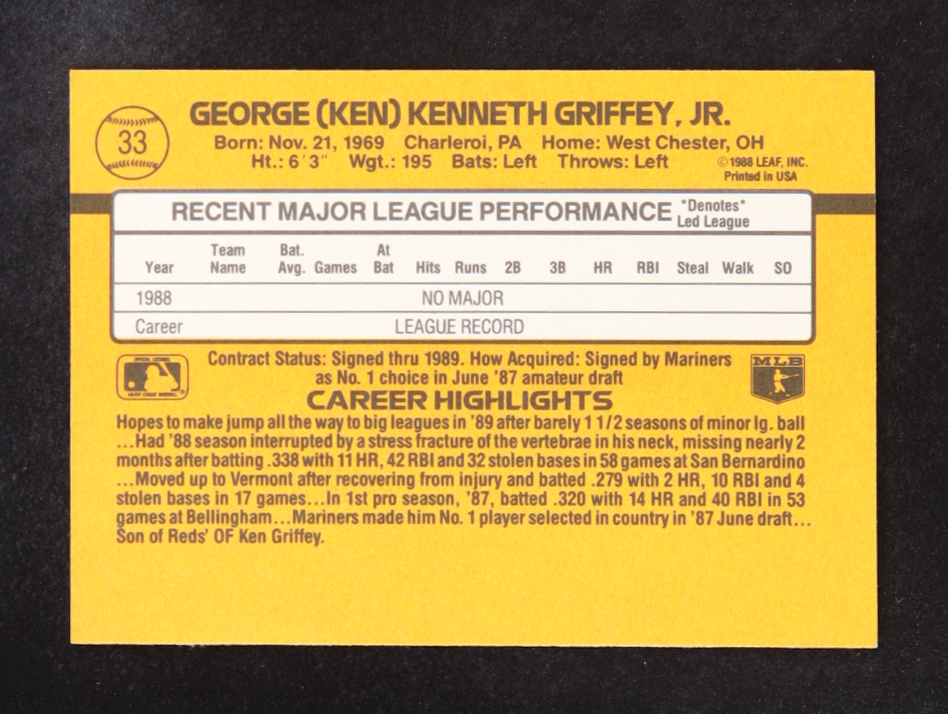 33
GEORGE (KEN) KENNETH GRIFFEY, JR.
Born: Nov. 21, 1969 Charleroi, PA Home: West Chester, OH
Ht.: 6'3" Wgt.: 195 Bats: Left Throws: Left
©1988 LEAF, INC.
Printed in USA
RECENT MAJOR LEAGUE PERFORMANCE *Denotes* Led League
Year Team Name Bat. Avg. Games At Bat Hits Runs 2B 3B HR RBI Steal Walk SO
1988 NO MAJOR
Career LEAGUE RECORD
OFFICIAL LICENSEE
MAJOR LEAGUE BASEBALL
Contract Status: Signed thru 1989. How Acquired: Signed by Mariners
as No. 1 choice in June '87 amateur draft
MLB
CAREER HIGHLIGHTS
Hopes to make jump all the way to big leagues in '89 after barely 1 1/2 seasons of minor lg. ball
...Had '88 season interrupted by a stress fracture of the vertebrae in his neck, missing nearly 2
months after batting .338 with 11 HR, 42 RBI and 32 stolen bases in 58 games at San Bernardino
...Moved up to Vermont after recovering from injury and batted .279 with 2 HR, 10 RBI and 4
stolen bases in 17 games...In 1st pro season, '87, batted .320 with 14 HR and 40 RBI in 53
games at Bellingham...Mariners made him No. 1 player selected in country in '87 June draft...
Son of Reds' OF Ken Griffey.